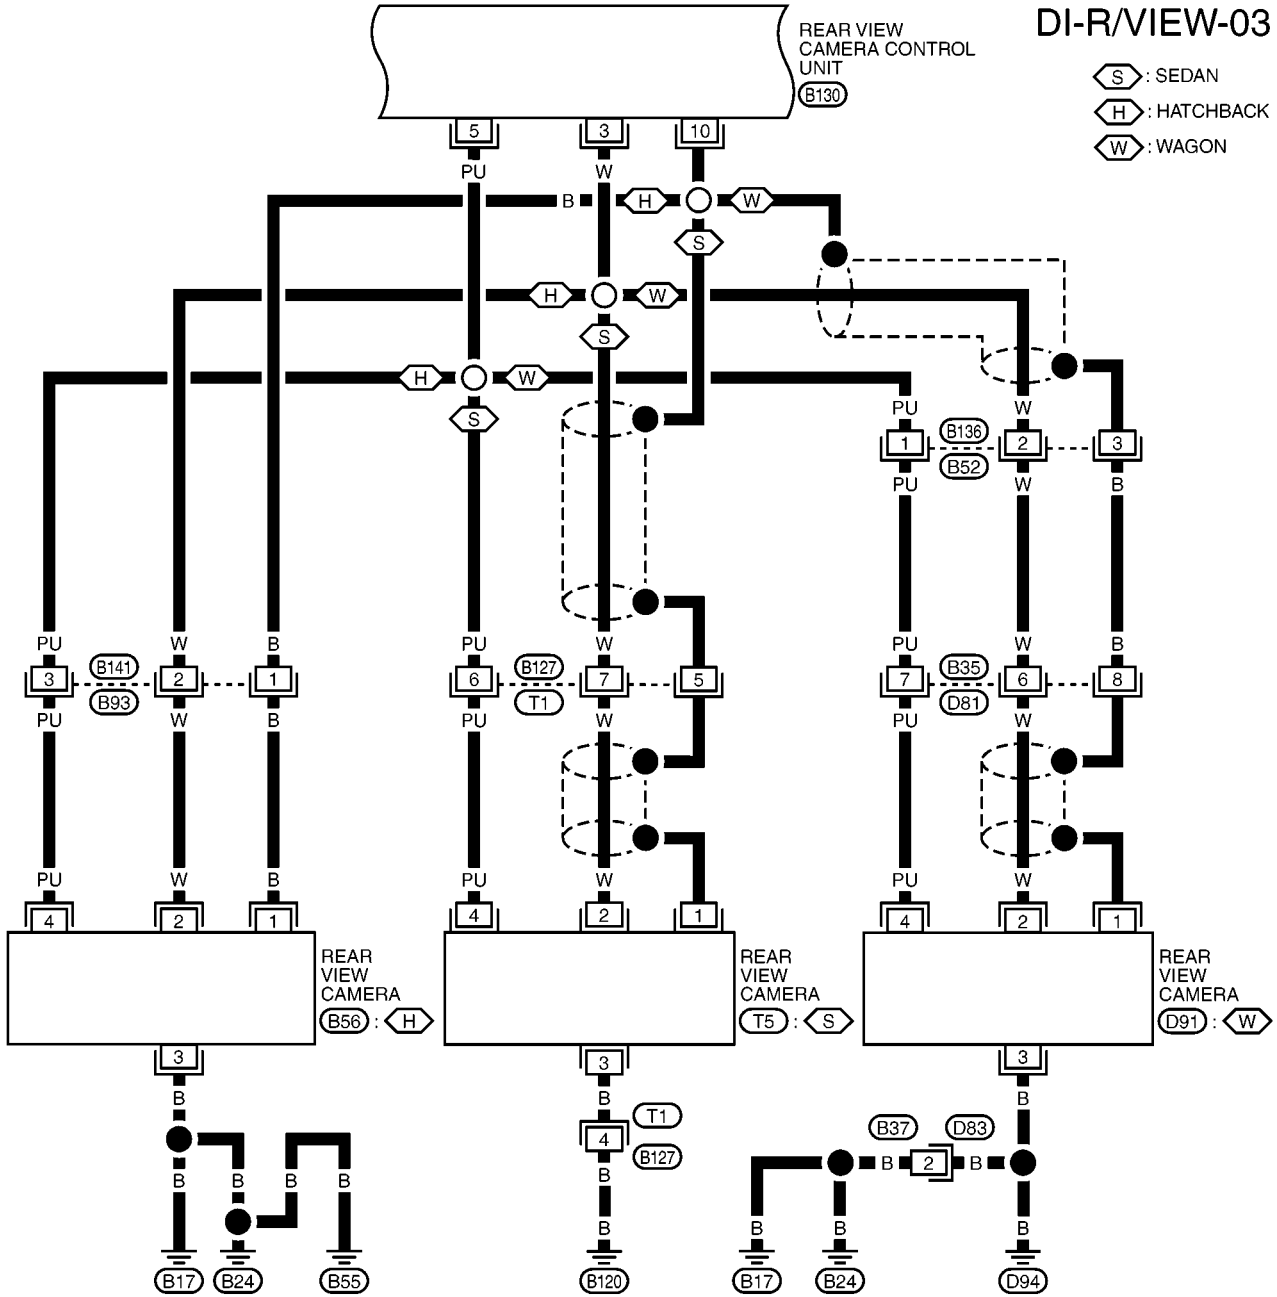 DI-R/VIEW-03
REAR VIEW
CAMERA CONTROL
UNIT
B130
S : SEDAN
H : HATCHBACK
W : WAGON
5 3 10
PU W
B H W
S
H W
S
H W
S
PU W
1 B136 2 3
B52
PU W B
PU W B PU W PU W B
3 B141 2 1 6 B127 7 5 7 B35 6 8
B93 T1 D81
PU W B PU W PU W
PU W B PU W PU W
4 2 1 4 2 1 4 2 1
REAR
VIEW
CAMERA
B56 : H
REAR
VIEW
CAMERA
T5 : S
REAR
VIEW
CAMERA
D91 : W
3 3 3
B B B
T1
4
B127
B37 D83
B 2 B
B B B B B
B B B B
B17 B24 B55 B120 B17 B24 D94